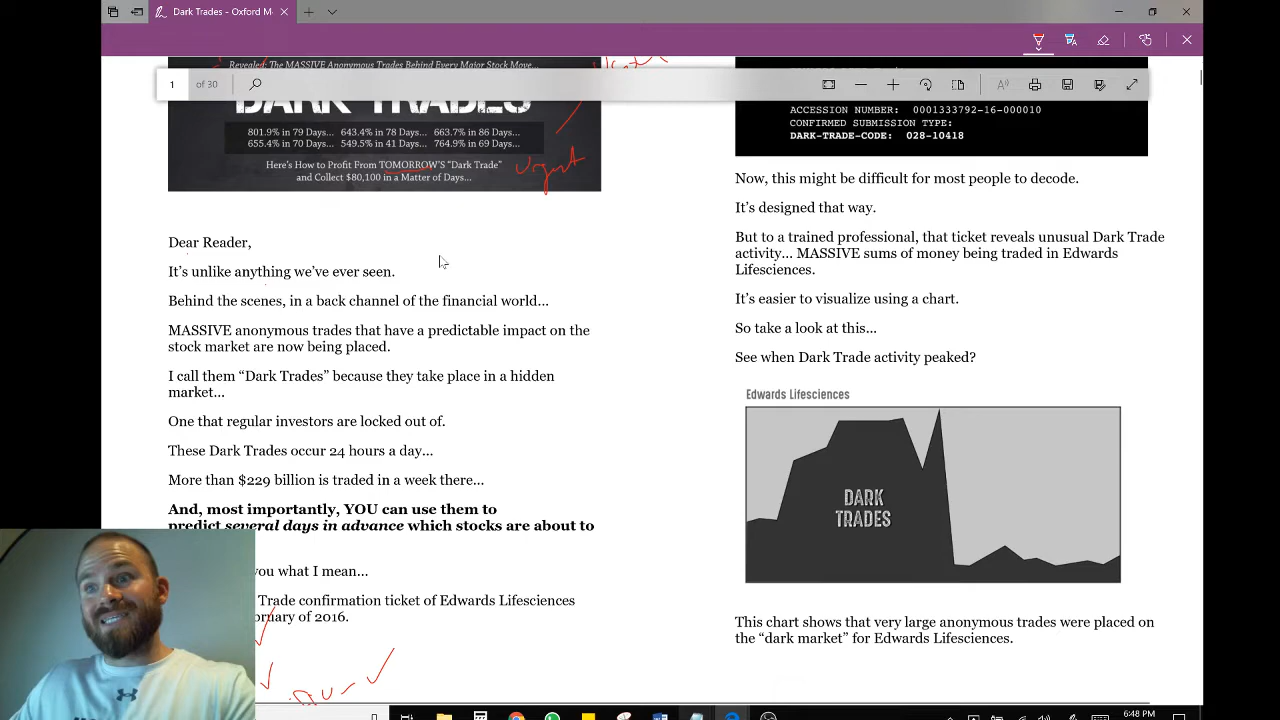 Dark Trades - Oxford M
1 of 30
Revealed: The MASSIVE Anonymous Trades Behind Every Major Stock Move...
DARK TRADES
801.9% in 79 Days... 643.4% in 78 Days... 663.7% in 86 Days...
655.4% in 70 Days... 549.5% in 41 Days... 764.9% in 69 Days...
Here's How to Profit From TOMORROW'S "Dark Trade"
and Collect $80,100 in a Matter of Days...
Urgent
Dear Reader,
It's unlike anything we've ever seen.
Behind the scenes, in a back channel of the financial world...
MASSIVE anonymous trades that have a predictable impact on the
stock market are now being placed.
I call them "Dark Trades" because they take place in a hidden
market...
One that regular investors are locked out of.
These Dark Trades occur 24 hours a day...
More than $229 billion is traded in a week there...
And, most importantly, YOU can use them to
predict several days in advance which stocks are about to
you what I mean...
Trade confirmation ticket of Edwards Lifesciences
bruary of 2016.
ACCESSION NUMBER: 0001333792-16-000010
CONFIRMED SUBMISSION TYPE:
DARK-TRADE-CODE: 028-10418
Now, this might be difficult for most people to decode.
It's designed that way.
But to a trained professional, that ticket reveals unusual Dark Trade
activity... MASSIVE sums of money being traded in Edwards
Lifesciences.
It's easier to visualize using a chart.
So take a look at this...
See when Dark Trade activity peaked?
Edwards Lifesciences
DARK
TRADES
This chart shows that very large anonymous trades were placed on
the "dark market" for Edwards Lifesciences.
6:48 PM